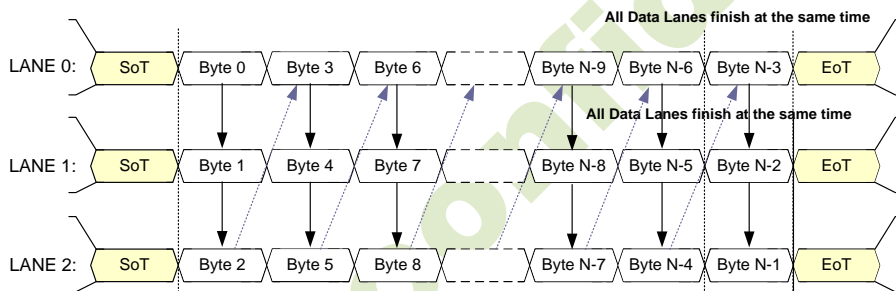 All Data Lanes finish at the same time
LANE 0: SoT Byte 0 Byte 3 Byte 6 Byte N-9 Byte N-6 Byte N-3 EoT
All Data Lanes finish at the same time
LANE 1: SoT Byte 1 Byte 4 Byte 7 Byte N-8 Byte N-5 Byte N-2 EoT
LANE 2: SoT Byte 2 Byte 5 Byte 8 Byte N-7 Byte N-4 Byte N-1 EoT